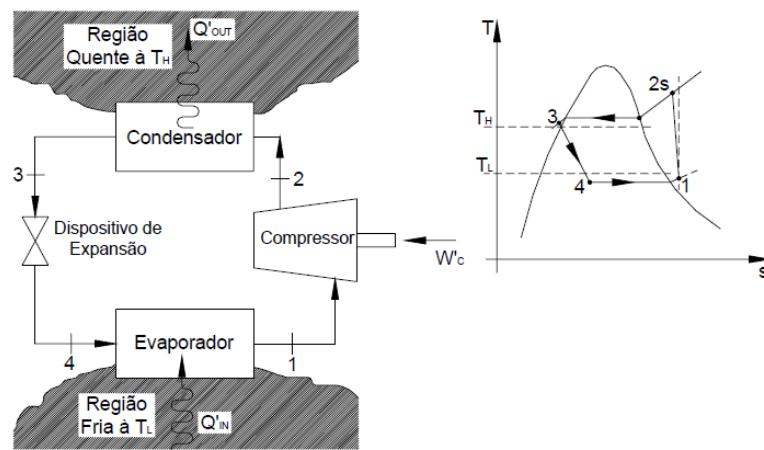 Região
Quente à TH
Q'OUT
Condensador
3
2
Dispositivo de
Expansão
Compressor
W'c
Evaporador
4
1
Região
Fria à TL
Q'IN
T
2s
TH
3
TL
4
1
s